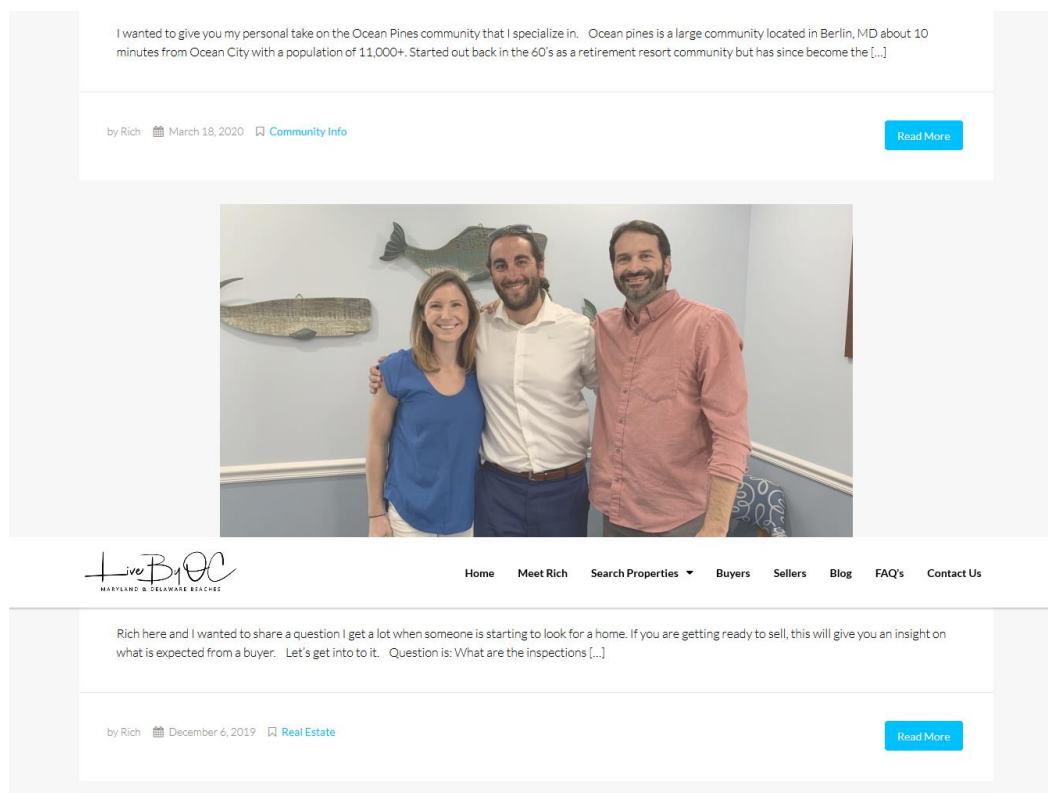 I wanted to give you my personal take on the Ocean Pines community that I specialize in. Ocean pines is a large community located in Berlin, MD about 10
minutes from Ocean City with a population of 11,000+. Started out back in the 60's as a retirement resort community but has since become the [...]
by Rich March 18, 2020 Community Info
Read More
Live By OC
MARYLAND & DELAWARE BEACHES
Home Meet Rich Search Properties Buyers Sellers Blog FAQ's Contact Us
Rich here and I wanted to share a question I get a lot when someone is starting to look for a home. If you are getting ready to sell, this will give you an insight on
what is expected from a buyer. Let's get into to it. Question is: What are the inspections [...]
by Rich December 6, 2019 Real Estate
Read More